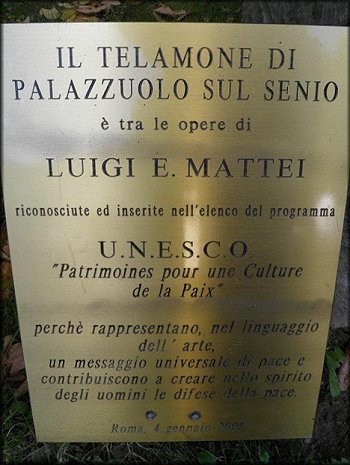 IL TELAMONE DI
PALAZZUOLO SUL SENIO
è tra le opere di
LUIGI E. MATTEI
riconosciute ed inserite nell'elenco del programma
U.N.E.S.C.O
"Patrimoines pour une Culture
de la Paix"
perchè rappresentano, nel linguaggio
dell´ arte,
un messaggio universale di pace e
contribuiscono a creare nello spirito
degli uomini le difese della pace.
Roma, 4 gennaio 2008